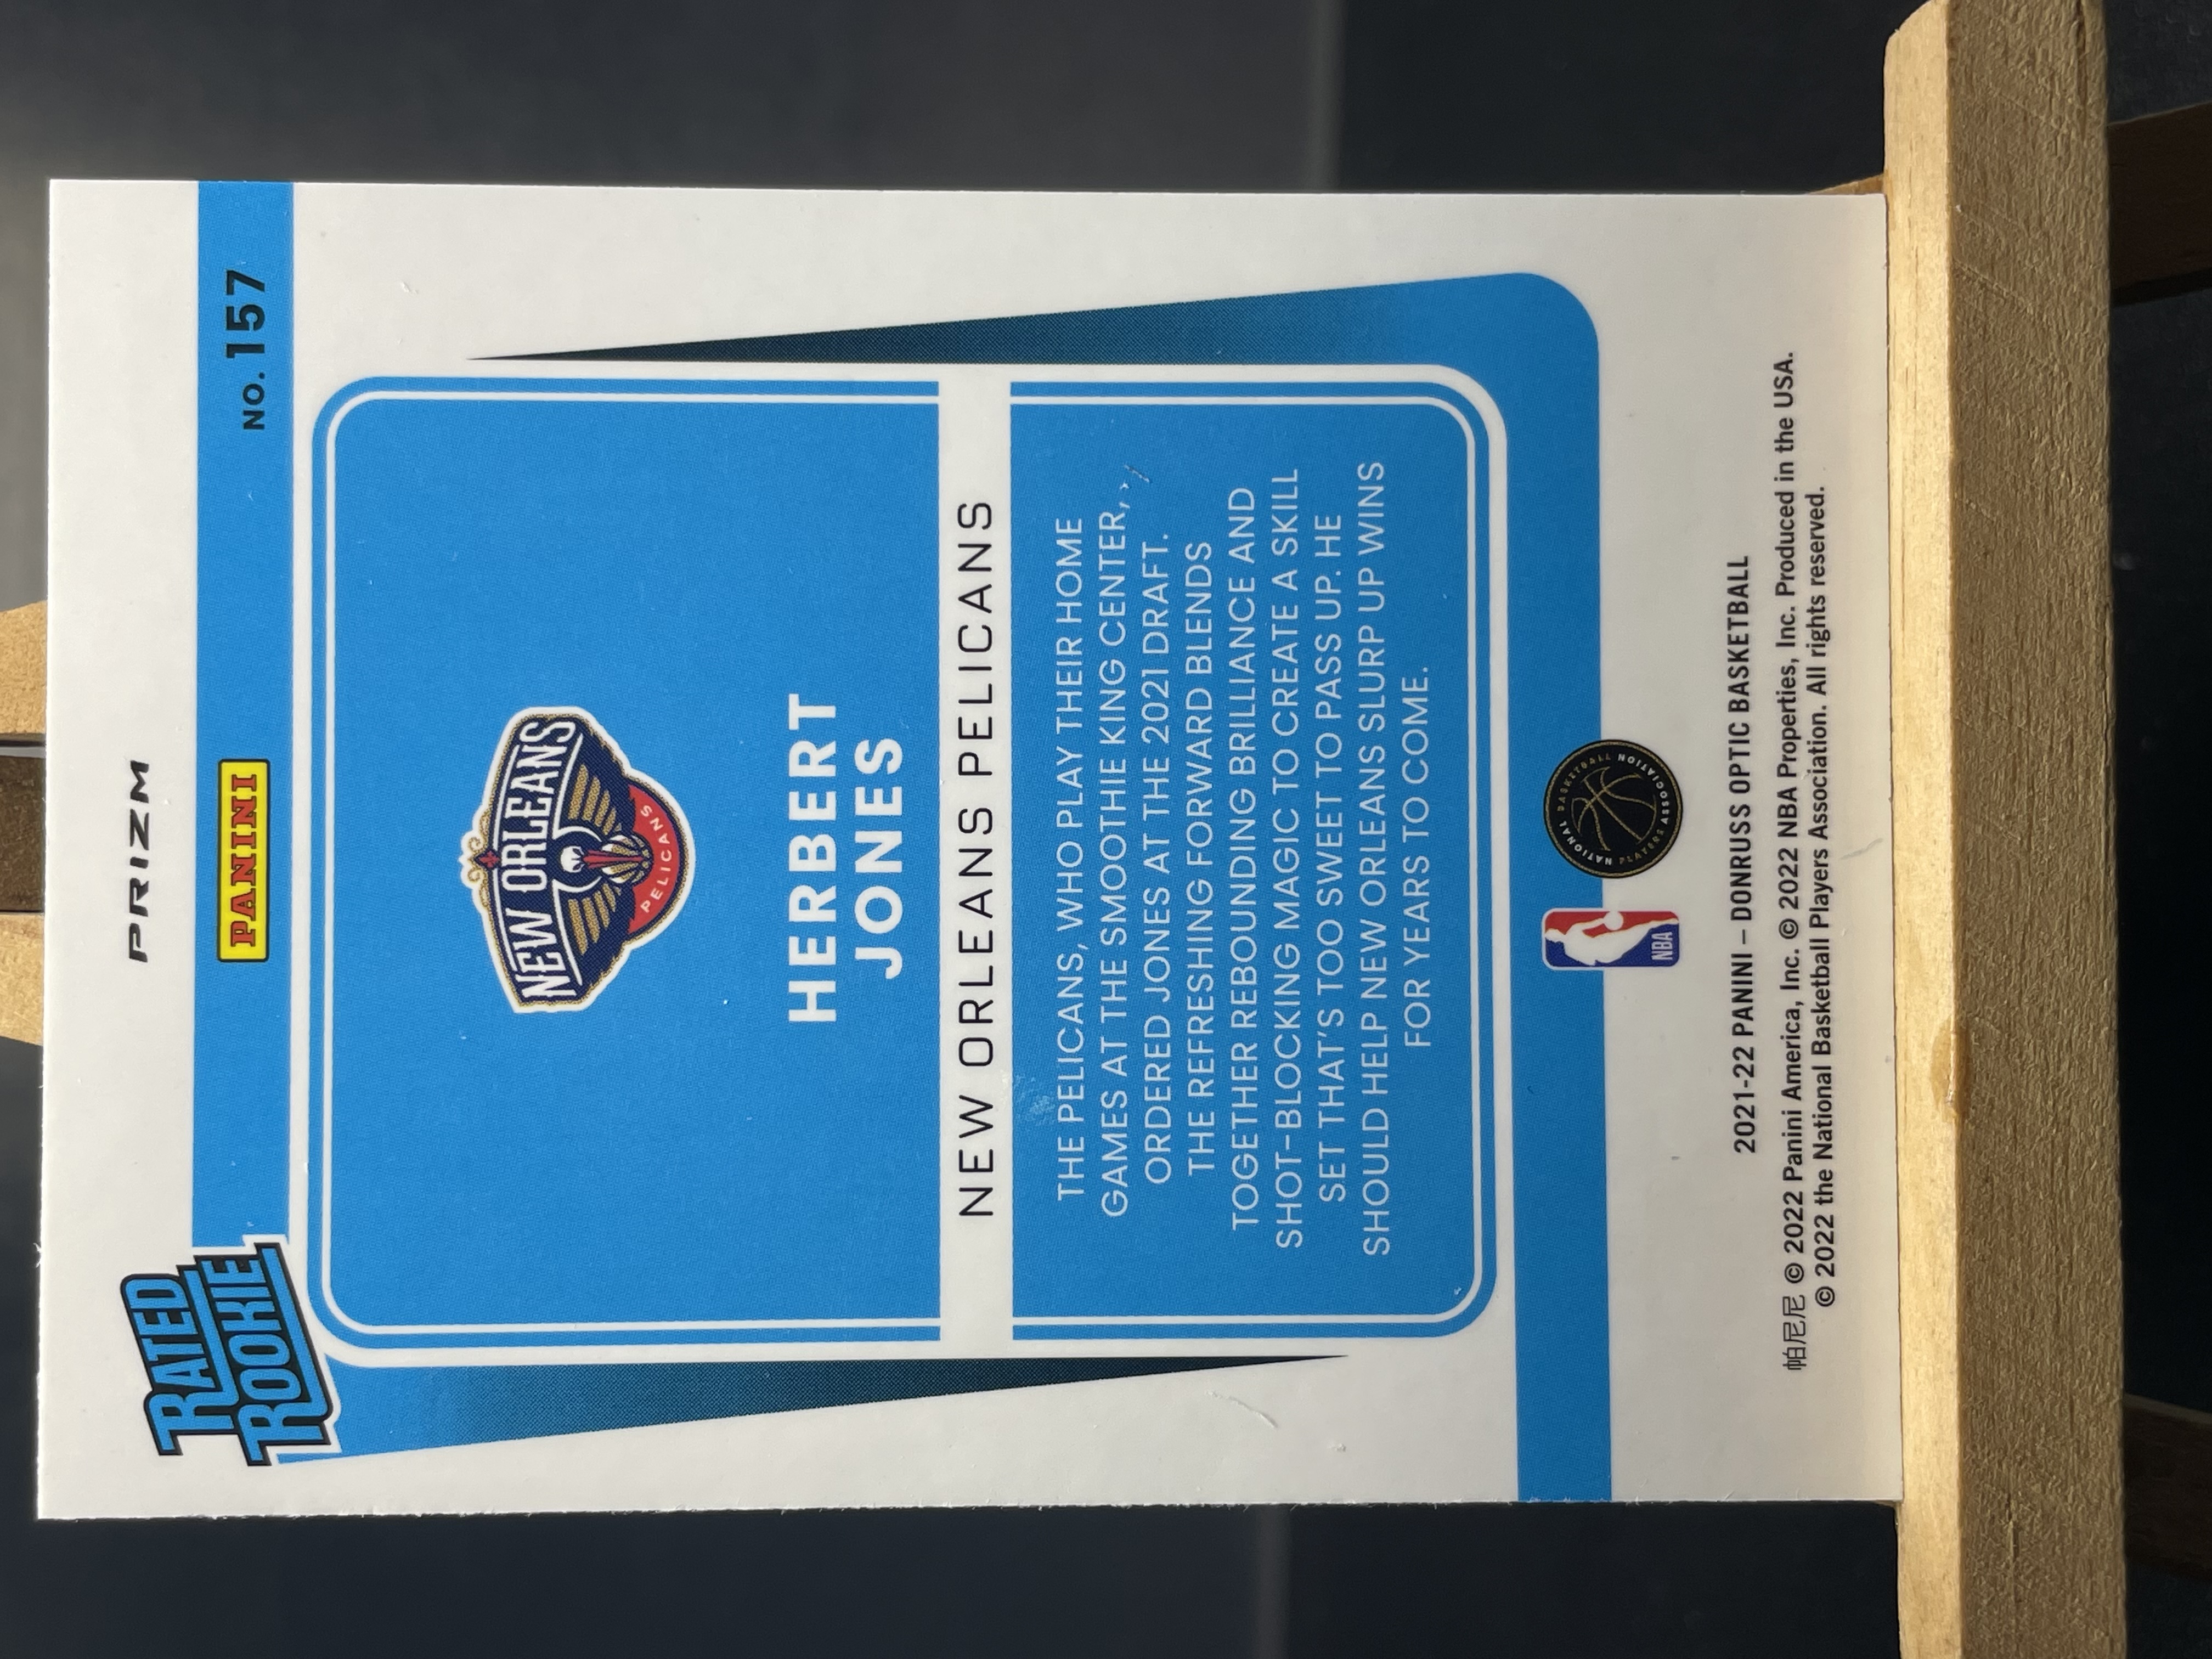 PRIZM
RATED
ROOKIE
PANINI
NO. 157
NEW ORLEANS
PELICANS
HERBERT
JONES
NEW ORLEANS PELICANS
THE PELICANS, WHO PLAY THEIR HOME
GAMES AT THE SMOOTHIE KING CENTER,
ORDERED JONES AT THE 2021 DRAFT.
THE REFRESHING FORWARD BLENDS
TOGETHER REBOUNDING BRILLIANCE AND
SHOT-BLOCKING MAGIC TO CREATE A SKILL
SET THAT'S TOO SWEET TO PASS UP. HE
SHOULD HELP NEW ORLEANS SLURP UP WINS
FOR YEARS TO COME.
NBA
NATIONAL BASKETBALL PLAYERS ASSOCIATION
2021-22 PANINI – DONRUSS OPTIC BASKETBALL
帕尼尼 © 2022 Panini America, Inc. © 2022 NBA Properties, Inc. Produced in the USA.
© 2022 the National Basketball Players Association. All rights reserved.